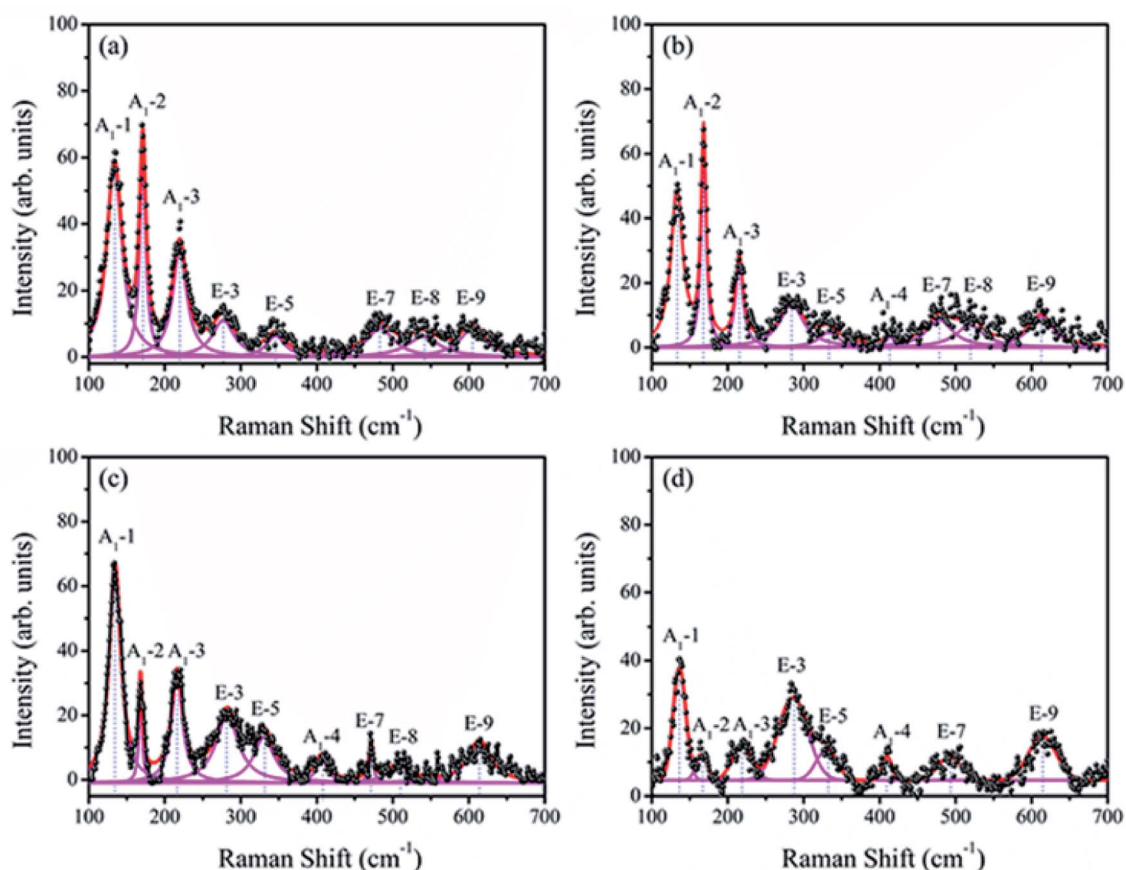 (a)
A₁-1
A₁-2
A₁-3
E-3
E-5
E-7
E-8
E-9
100
80
60
40
20
0
Intensity (arb. units)
100 200 300 400 500 600 700
Raman Shift (cm⁻¹)
(b)
A₁-1
A₁-2
A₁-3
E-3
E-5
A₁-4
E-7
E-8
E-9
100
80
60
40
20
0
Intensity (arb. units)
100 200 300 400 500 600 700
Raman Shift (cm⁻¹)
(c)
A₁-1
A₁-2
A₁-3
E-3
E-5
A₁-4
E-7
E-8
E-9
100
80
60
40
20
0
Intensity (arb. units)
100 200 300 400 500 600 700
Raman Shift (cm⁻¹)
(d)
A₁-1
A₁-2
A₁-3
E-3
E-5
A₁-4
E-7
E-9
100
80
60
40
20
0
Intensity (arb. units)
100 200 300 400 500 600 700
Raman Shift (cm⁻¹)